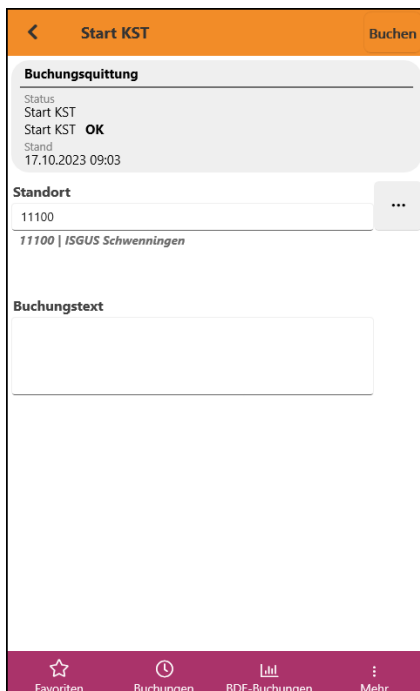 Start KST Buchen
Buchungsquittung
Status
Start KST
Start KST OK
Stand
17.10.2023 09:03
Standort
...
11100
11100 | ISGUS Schwenningen
Buchungstext
Favoriten Buchungen BDE-Buchungen Mehr